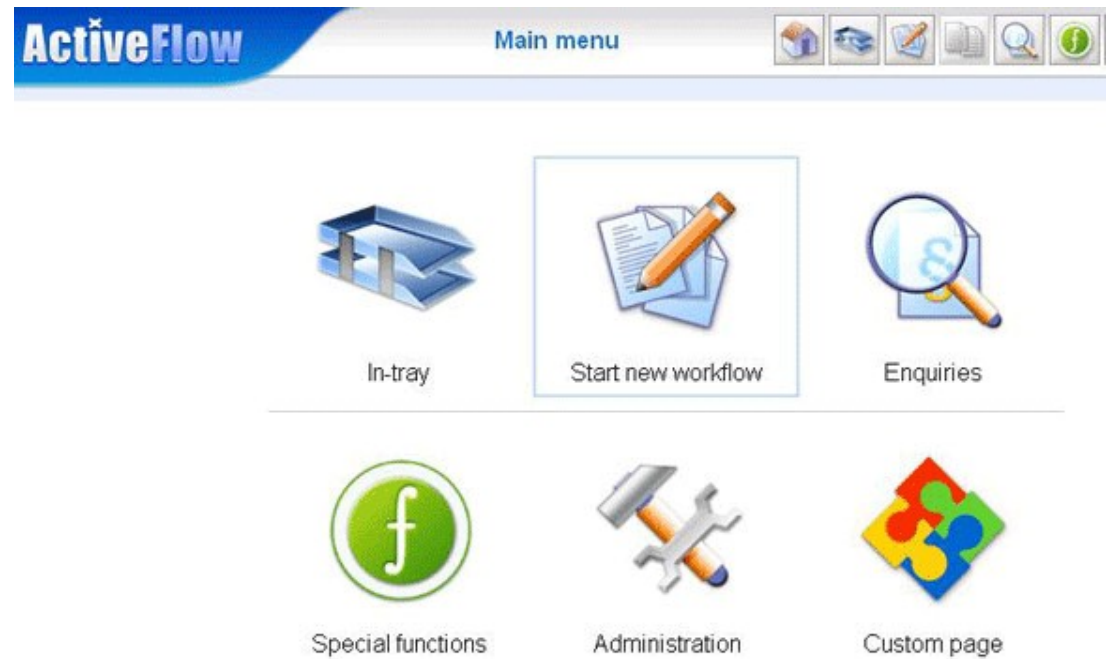 ActiveFlow
Main menu
In-tray
Start new workflow
Enquiries
Special functions
Administration
Custom page